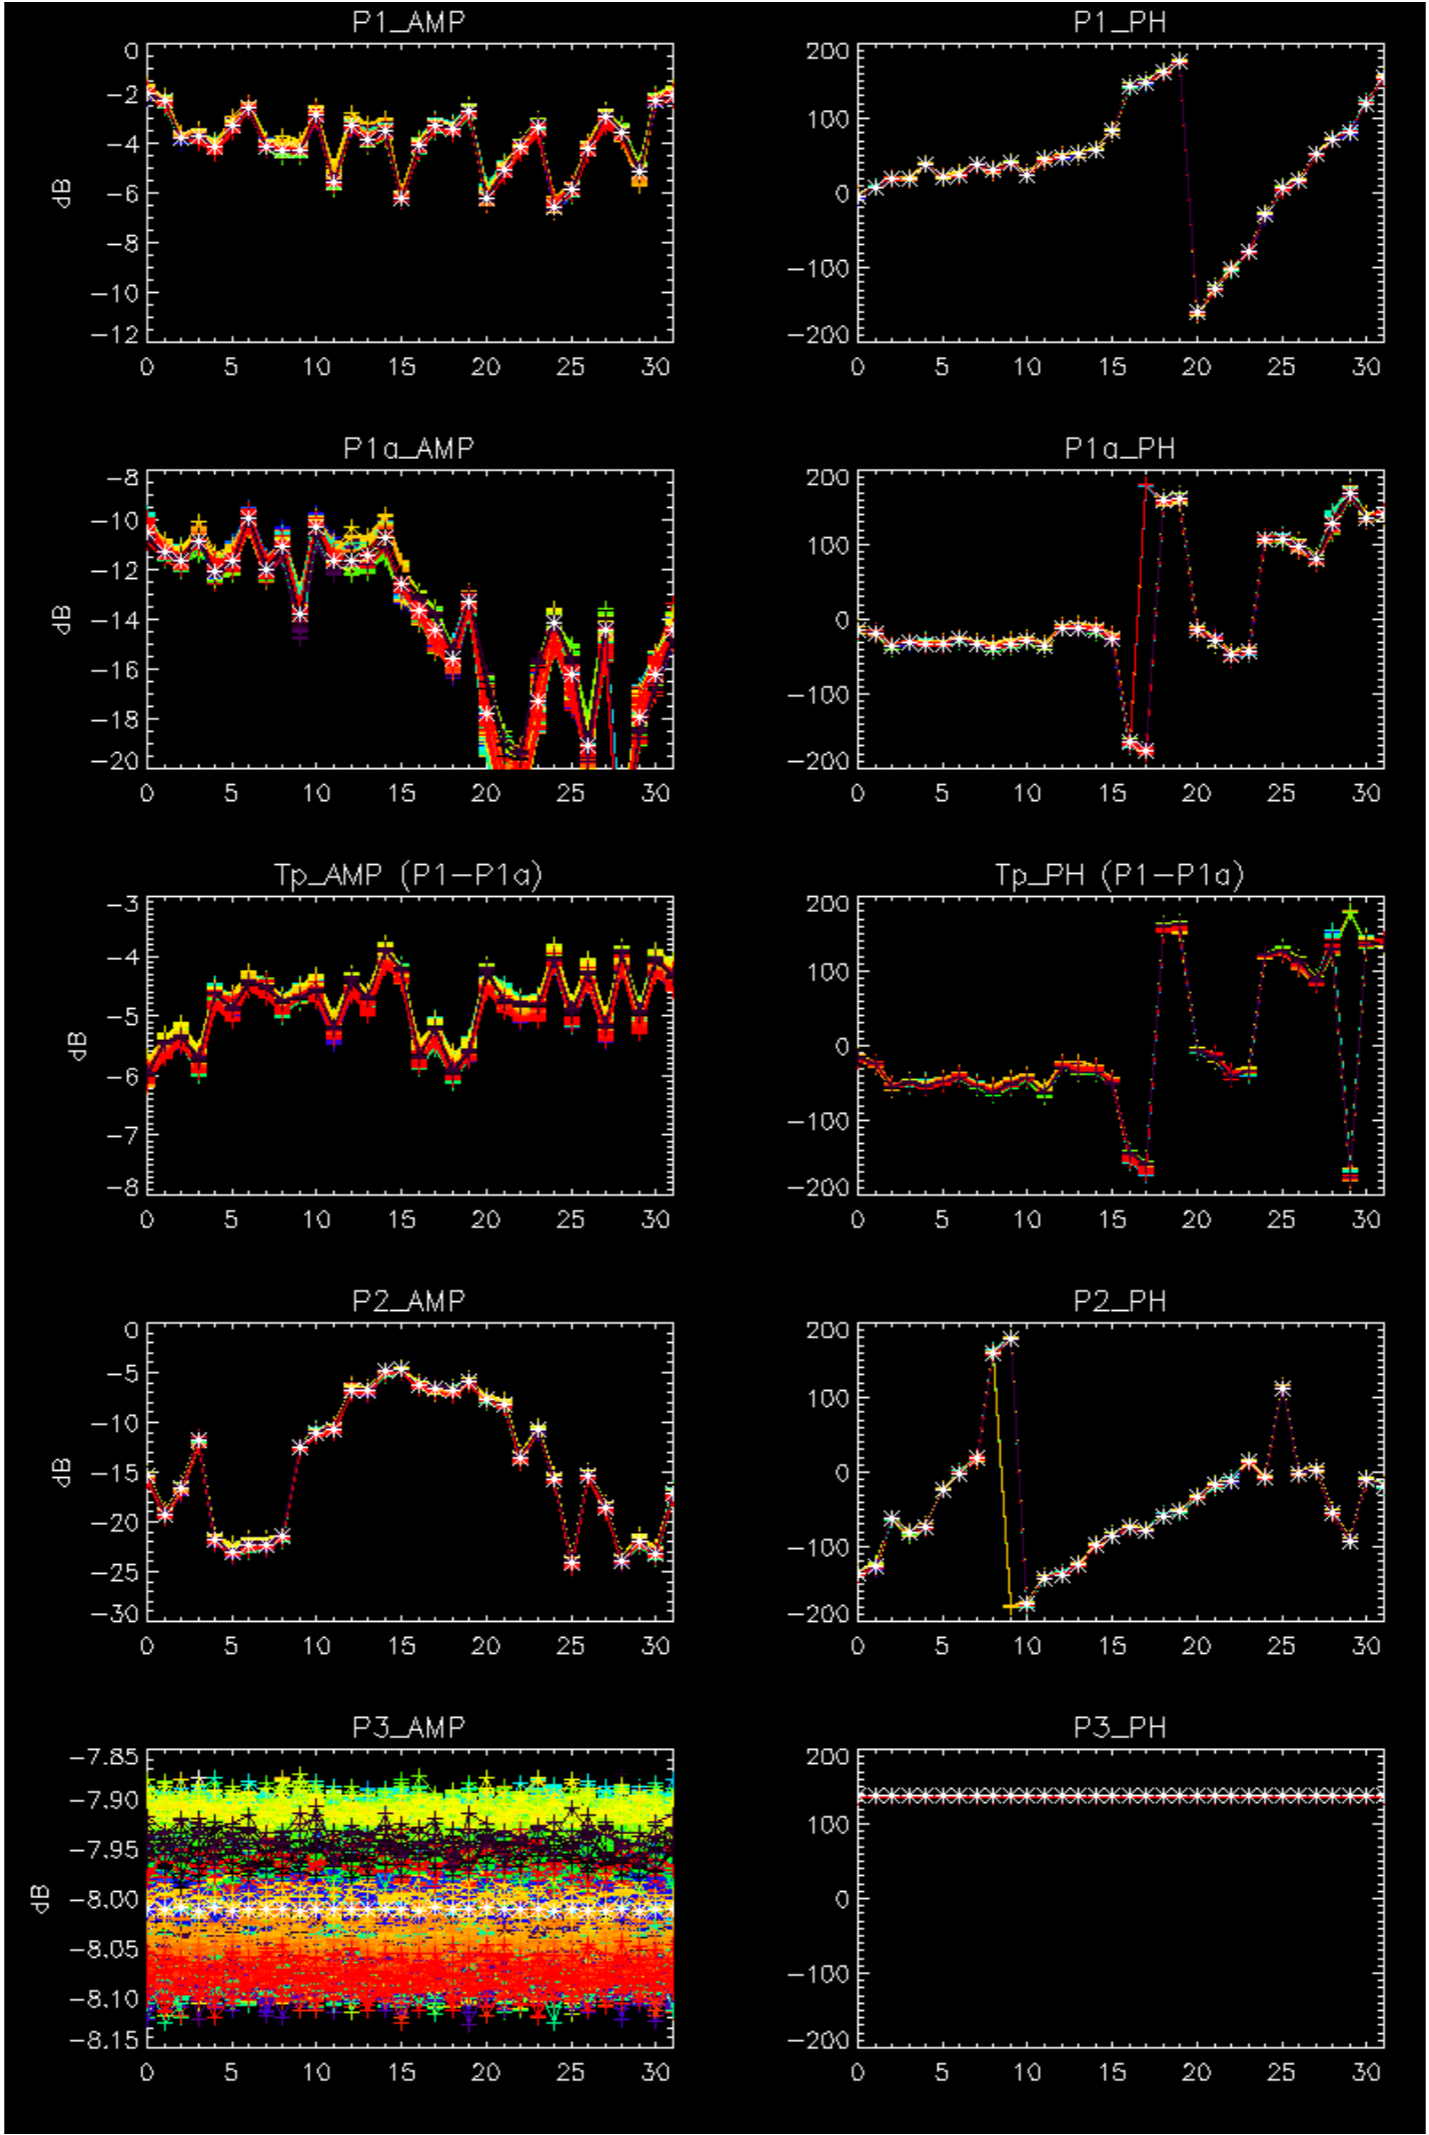 P1_AMP P1_PH
0 200
-2 100
-4 0
dB
-6
-8 -100
-10
-12 -200
0 5 10 15 20 25 30 0 5 10 15 20 25 30
P1a_AMP P1a_PH
-8 200
-10 100
-12
dB
-14 0
-16 -100
-18
-20 -200
0 5 10 15 20 25 30 0 5 10 15 20 25 30
Tp_AMP (P1-P1a) Tp_PH (P1-P1a)
-3 200
-4 100
-5 0
dB
-6 -100
-7
-8 -200
0 5 10 15 20 25 30 0 5 10 15 20 25 30
P2_AMP P2_PH
0 200
-5 100
-10
dB
-15 0
-20 -100
-25
-30 -200
0 5 10 15 20 25 30 0 5 10 15 20 25 30
P3_AMP P3_PH
-7.85 200
-7.90 100
-7.95
-8.00 0
dB
-8.05
-8.10 -100
-8.15 -200
0 5 10 15 20 25 30 0 5 10 15 20 25 30